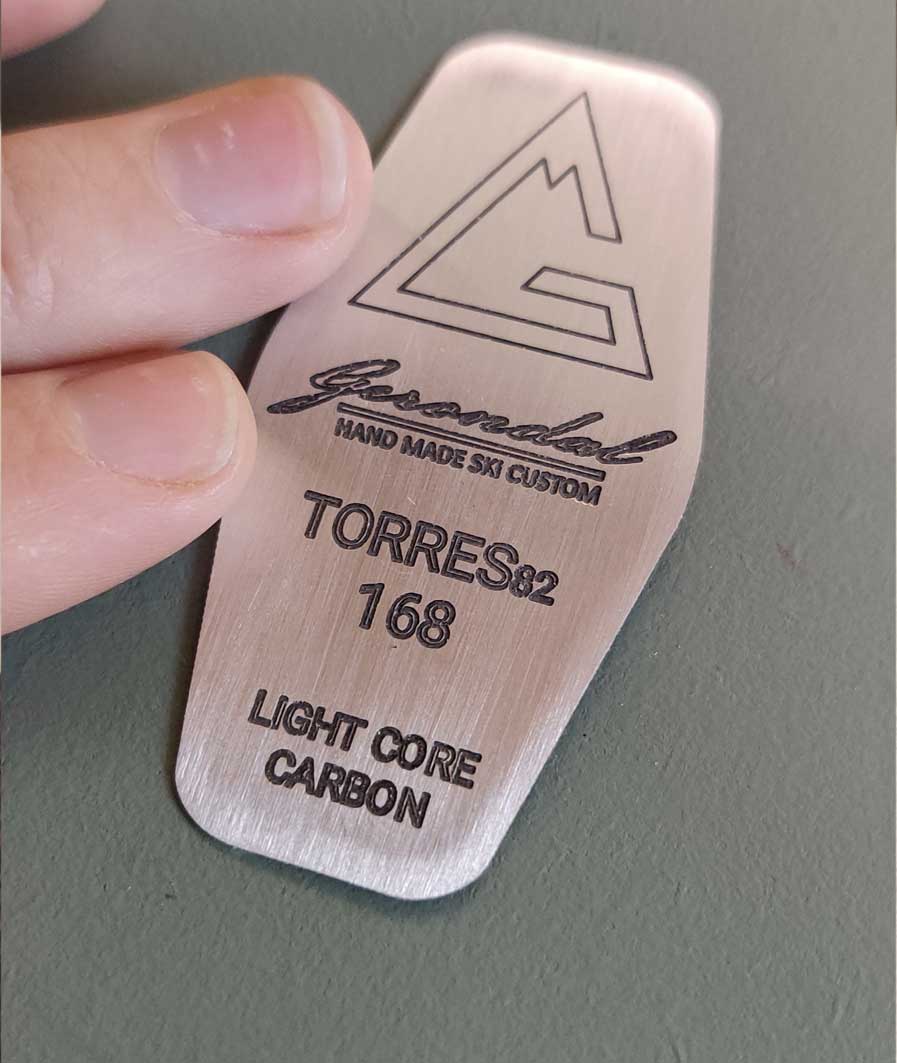 Gerondal
HAND MADE SKI CUSTOM
TORRES82
168
LIGHT CORE
CARBON